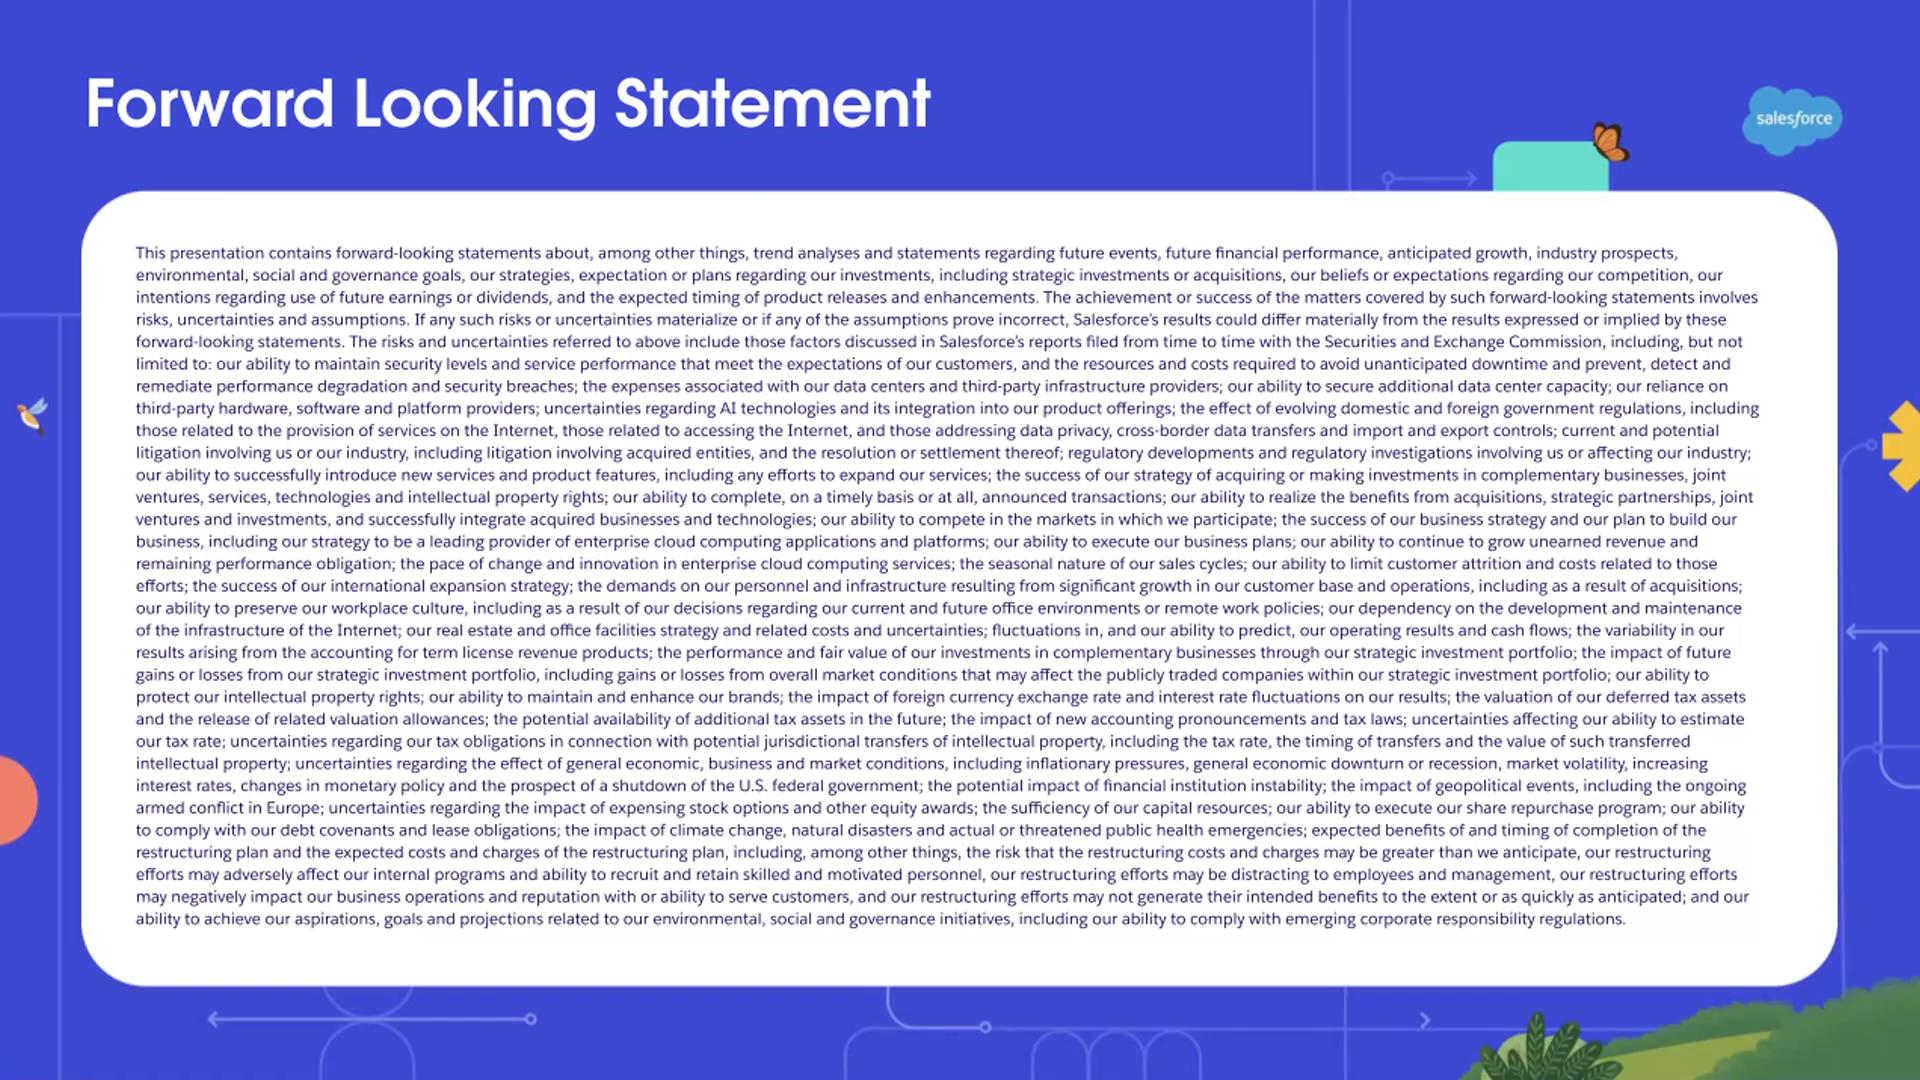 Forward Looking Statement
salesforce
This presentation contains forward-looking statements about, among other things, trend analyses and statements regarding future events, future financial performance, anticipated growth, industry prospects,
environmental, social and governance goals, our strategies, expectation or plans regarding our investments, including strategic investments or acquisitions, our beliefs or expectations regarding our competition, our
intentions regarding use of future earnings or dividends, and the expected timing of product releases and enhancements. The achievement or success of the matters covered by such forward-looking statements involves
risks, uncertainties and assumptions. If any such risks or uncertainties materialize or if any of the assumptions prove incorrect, Salesforce's results could differ materially from the results expressed or implied by these
forward-looking statements. The risks and uncertainties referred to above include those factors discussed in Salesforce's reports filed from time to time with the Securities and Exchange Commission, including, but not
limited to: our ability to maintain security levels and service performance that meet the expectations of our customers, and the resources and costs required to avoid unanticipated downtime and prevent, detect and
remediate performance degradation and security breaches; the expenses associated with our data centers and third-party infrastructure providers; our ability to secure additional data center capacity; our reliance on
third-party hardware, software and platform providers; uncertainties regarding AI technologies and its integration into our product offerings; the effect of evolving domestic and foreign government regulations, including
those related to the provision of services on the Internet, those related to accessing the Internet, and those addressing data privacy, cross-border data transfers and import and export controls; current and potential
litigation involving us or our industry, including litigation involving acquired entities, and the resolution or settlement thereof; regulatory developments and regulatory investigations involving us or affecting our industry;
our ability to successfully introduce new services and product features, including any efforts to expand our services; the success of our strategy of acquiring or making investments in complementary businesses, joint
ventures, services, technologies and intellectual property rights; our ability to complete, on a timely basis or at all, announced transactions; our ability to realize the benefits from acquisitions, strategic partnerships, joint
ventures and investments, and successfully integrate acquired businesses and technologies; our ability to compete in the markets in which we participate; the success of our business strategy and our plan to build our
business, including our strategy to be a leading provider of enterprise cloud computing applications and platforms; our ability to execute our business plans; our ability to continue to grow unearned revenue and
remaining performance obligation; the pace of change and innovation in enterprise cloud computing services; the seasonal nature of our sales cycles; our ability to limit customer attrition and costs related to those
efforts; the success of our international expansion strategy; the demands on our personnel and infrastructure resulting from significant growth in our customer base and operations, including as a result of acquisitions;
our ability to preserve our workplace culture, including as a result of our decisions regarding our current and future office environments or remote work policies; our dependency on the development and maintenance
of the infrastructure of the Internet; our real estate and office facilities strategy and related costs and uncertainties; fluctuations in, and our ability to predict, our operating results and cash flows; the variability in our
results arising from the accounting for term license revenue products; the performance and fair value of our investments in complementary businesses through our strategic investment portfolio; the impact of future
gains or losses from our strategic investment portfolio, including gains or losses from overall market conditions that may affect the publicly traded companies within our strategic investment portfolio; our ability to
protect our intellectual property rights; our ability to maintain and enhance our brands; the impact of foreign currency exchange rate and interest rate fluctuations on our results; the valuation of our deferred tax assets
and the release of related valuation allowances; the potential availability of additional tax assets in the future; the impact of new accounting pronouncements and tax laws; uncertainties affecting our ability to estimate
our tax rate; uncertainties regarding our tax obligations in connection with potential jurisdictional transfers of intellectual property, including the tax rate, the timing of transfers and the value of such transferred
intellectual property; uncertainties regarding the effect of general economic, business and market conditions, including inflationary pressures, general economic downturn or recession, market volatility, increasing
interest rates, changes in monetary policy and the prospect of a shutdown of the U.S. federal government; the potential impact of financial institution instability; the impact of geopolitical events, including the ongoing
armed conflict in Europe; uncertainties regarding the impact of expensing stock options and other equity awards; the sufficiency of our capital resources; our ability to execute our share repurchase program; our ability
to comply with our debt covenants and lease obligations; the impact of climate change, natural disasters and actual or threatened public health emergencies; expected benefits of and timing of completion of the
restructuring plan and the expected costs and charges of the restructuring plan, including, among other things, the risk that the restructuring costs and charges may be greater than we anticipate, our restructuring
efforts may adversely affect our internal programs and ability to recruit and retain skilled and motivated personnel, our restructuring efforts may be distracting to employees and management, our restructuring efforts
may negatively impact our business operations and reputation with or ability to serve customers, and our restructuring efforts may not generate their intended benefits to the extent or as quickly as anticipated; and our
ability to achieve our aspirations, goals and projections related to our environmental, social and governance initiatives, including our ability to comply with emerging corporate responsibility regulations.